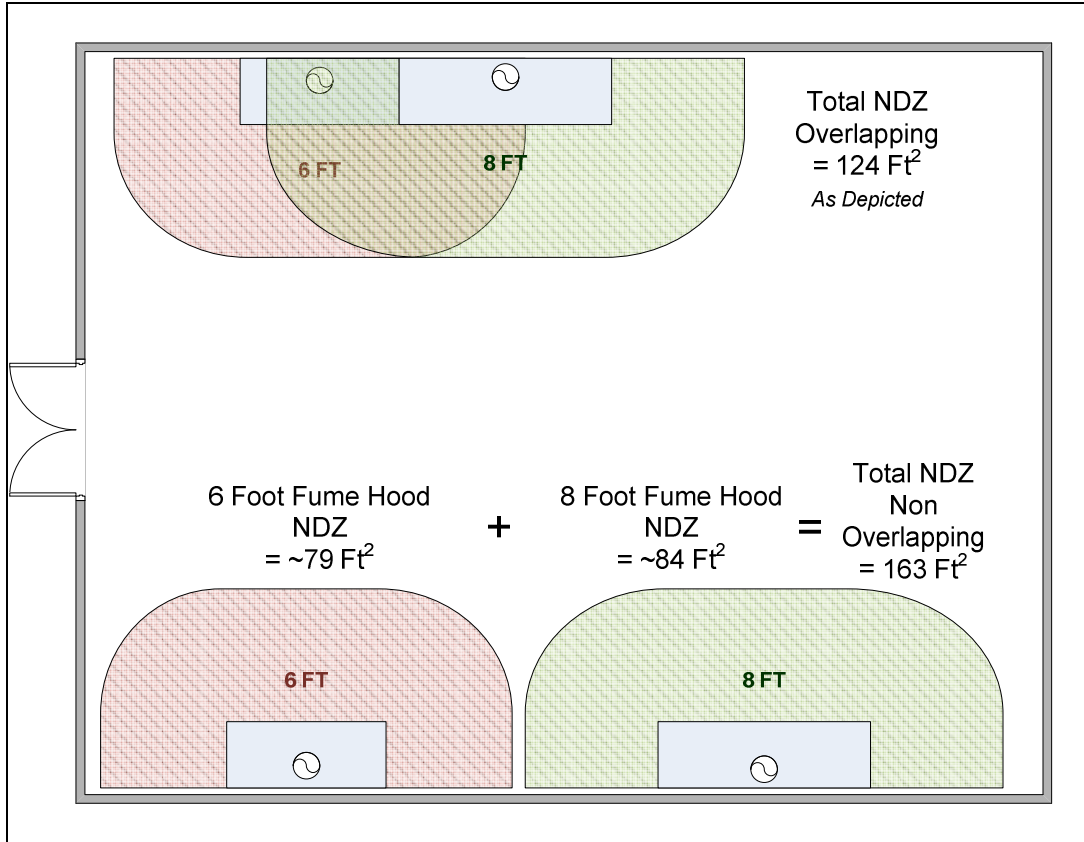 Total NDZ
Overlapping
= 124 Ft²
As Depicted
6 FT
8 FT
6 Foot Fume Hood
NDZ
= ~79 Ft²
+
8 Foot Fume Hood
NDZ
= ~84 Ft²
=
Total NDZ
Non
Overlapping
= 163 Ft²
6 FT
8 FT